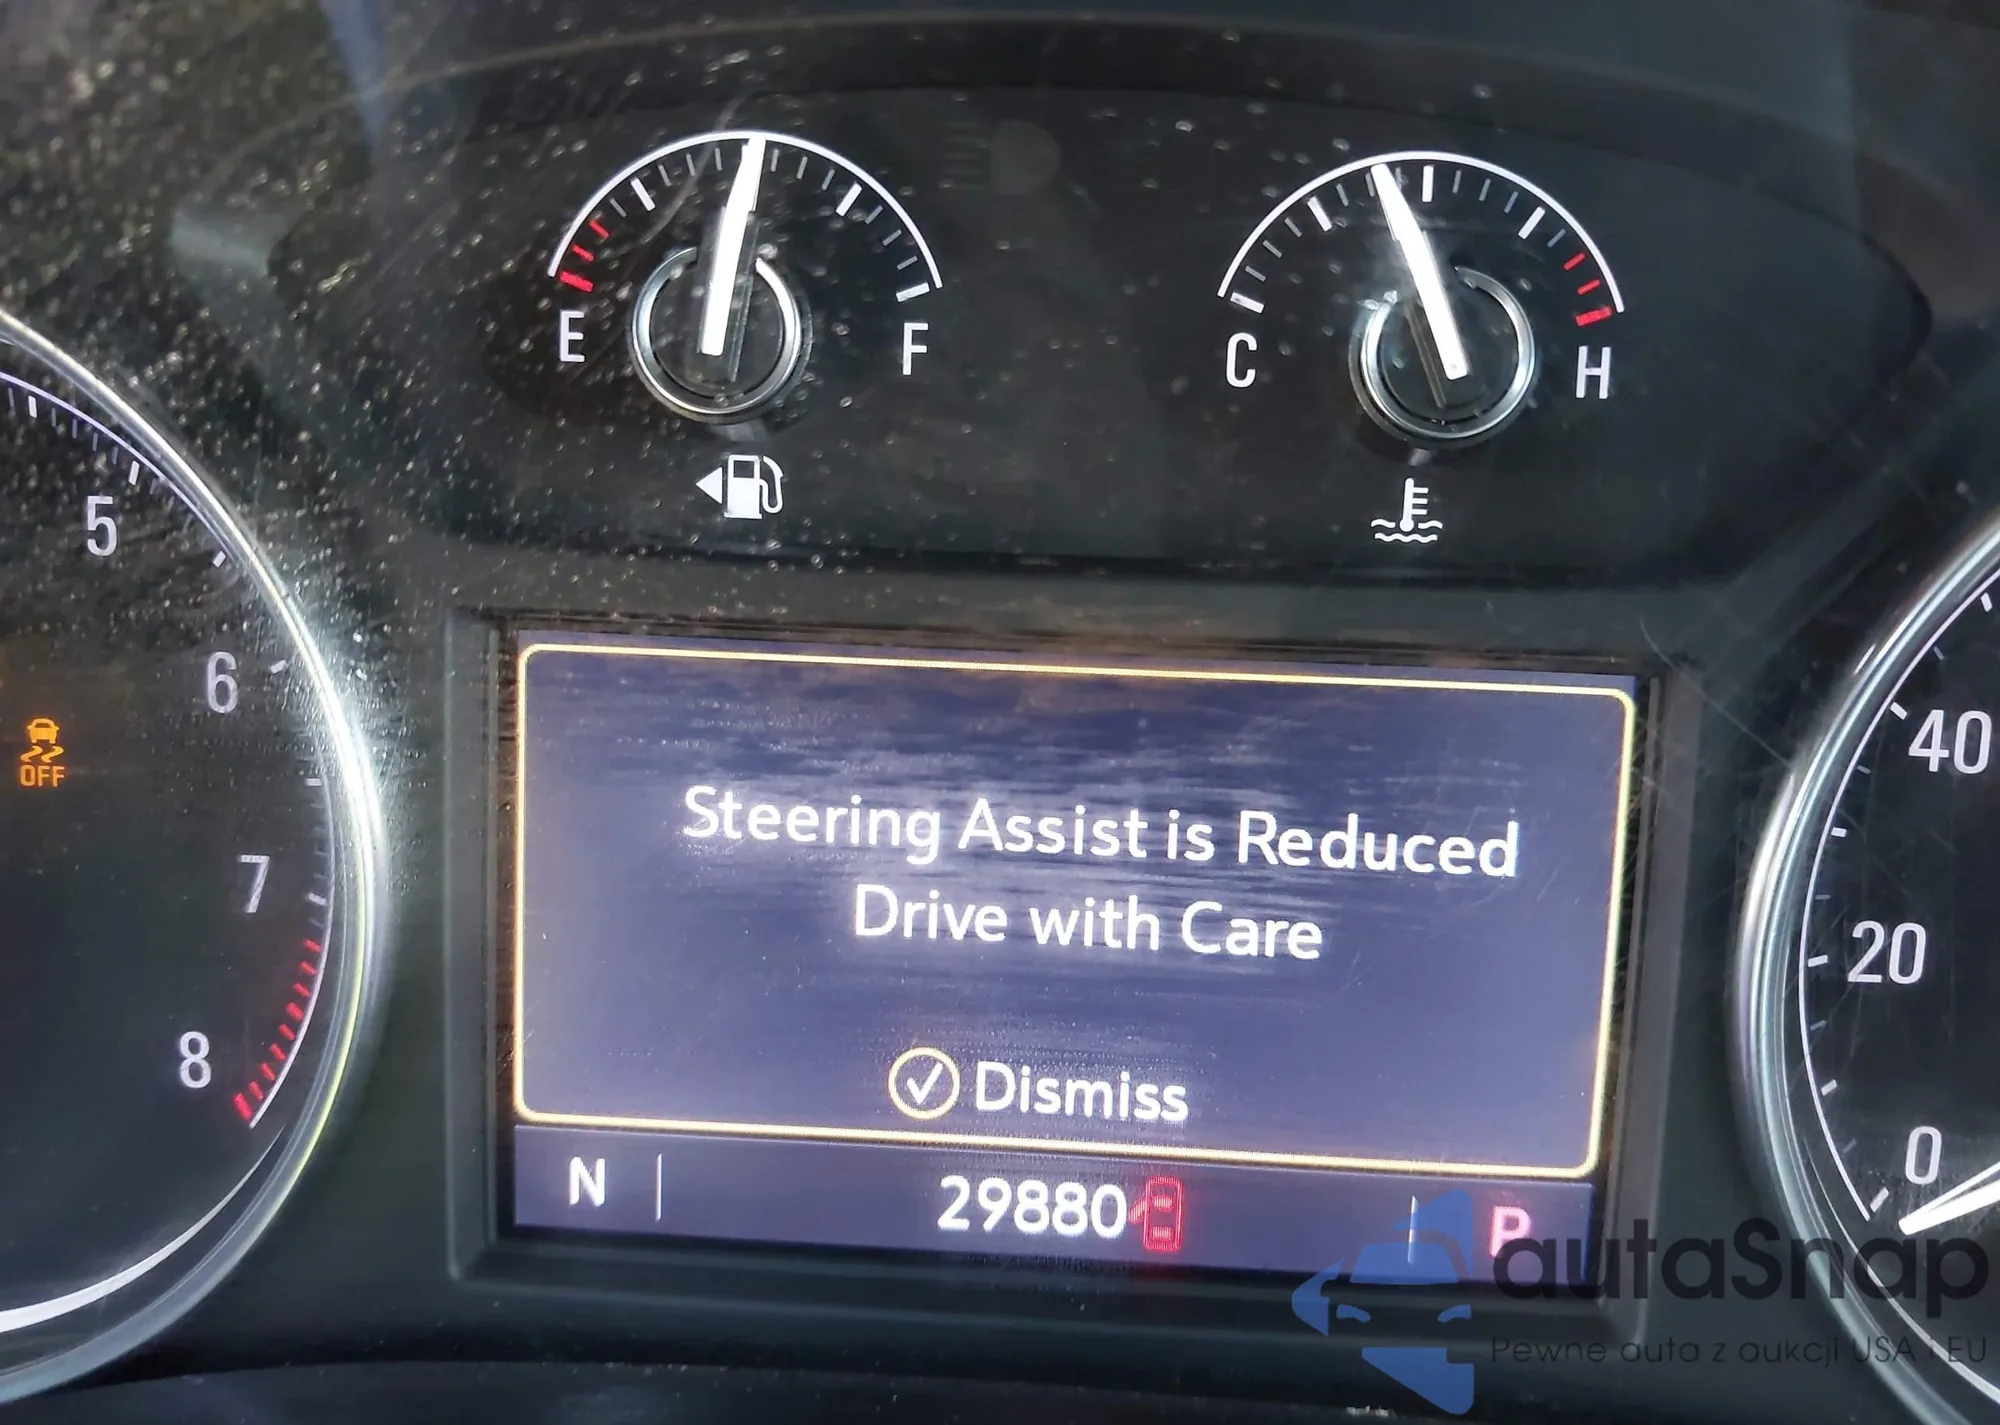 E
F
C
H
5
6
OFF
7
8
40
20
0
Steering Assist is Reduced
Drive with Care
Dismiss
N
29880
P
autaSnap
Pewne auta z aukcji USA i EU